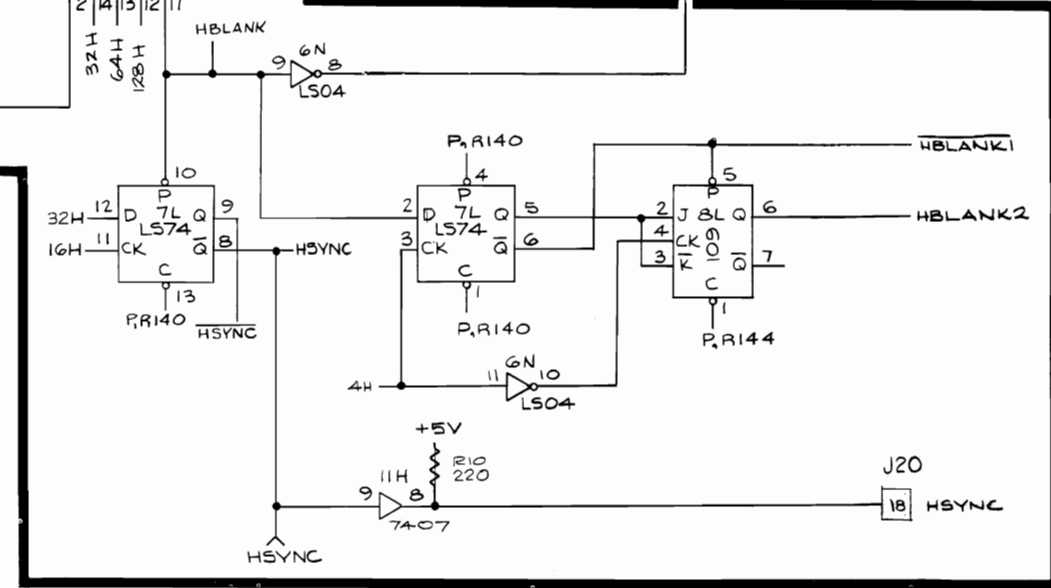 2 14 13 12 11
32H
64H
128H
HBLANK
9 6N 8
LS04
10
P
32H 12 D 7L Q 9
LS74
16H 11 CK Q̅ 8 HSYNC
C
13
P,R140
H̅S̅Y̅N̅C̅
P,R140
4
P
2 D 7L Q 5
LS74
3 CK Q̅ 6
C
1
P,R140
H̅B̅L̅A̅N̅K̅1̅
5
P
2 J 8L Q 6 HBLANK2
4 CK 109
3 K̅ Q̅ 7
C
1
P,R144
4H 11 6N 10
LS04
+5V
R10
220
9 11H 8
7407
HSYNC
J20
18 HSYNC